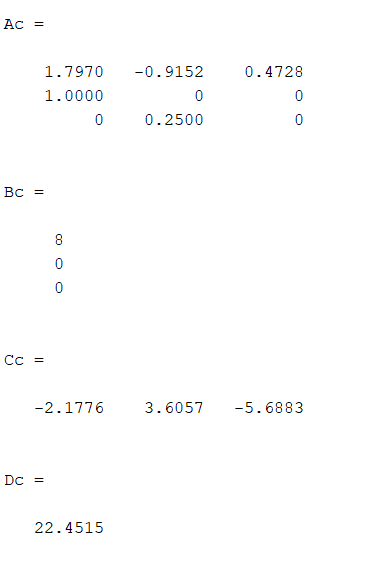 Ac =
1.7970 -0.9152 0.4728
1.0000 0 0
0 0.2500 0
Bc =
8
0
0
Cc =
-2.1776 3.6057 -5.6883
Dc =
22.4515